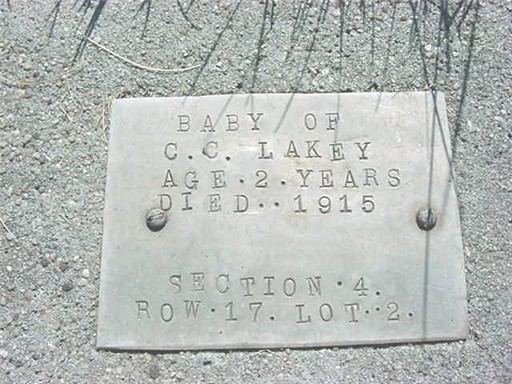 BABY OF
C.C. LAKEY
AGE.2.YEARS
DIED..1915
SECTION.4.
ROW.17. LOT..2.